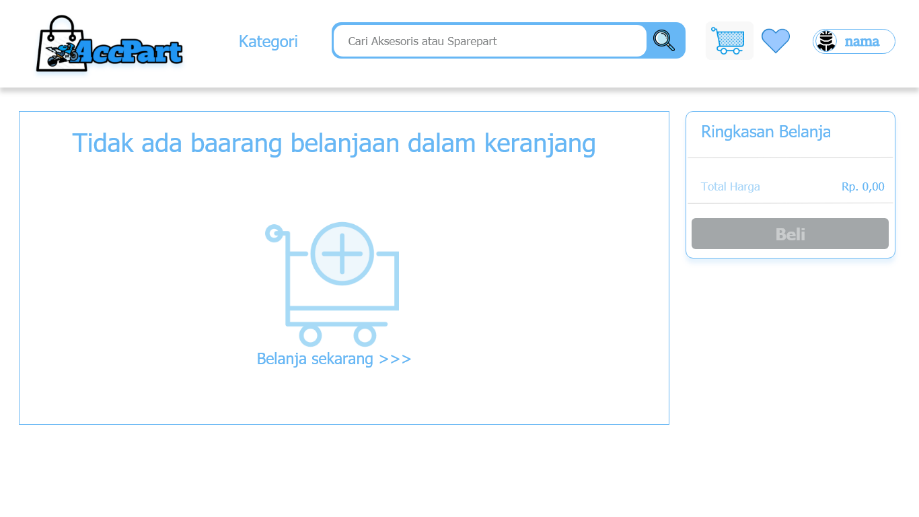 AccPart
Kategori
Cari Aksesoris atau Sparepart
nama
Tidak ada baarang belanjaan dalam keranjang
Belanja sekarang >>>
Ringkasan Belanja
Total Harga Rp. 0,00
Beli